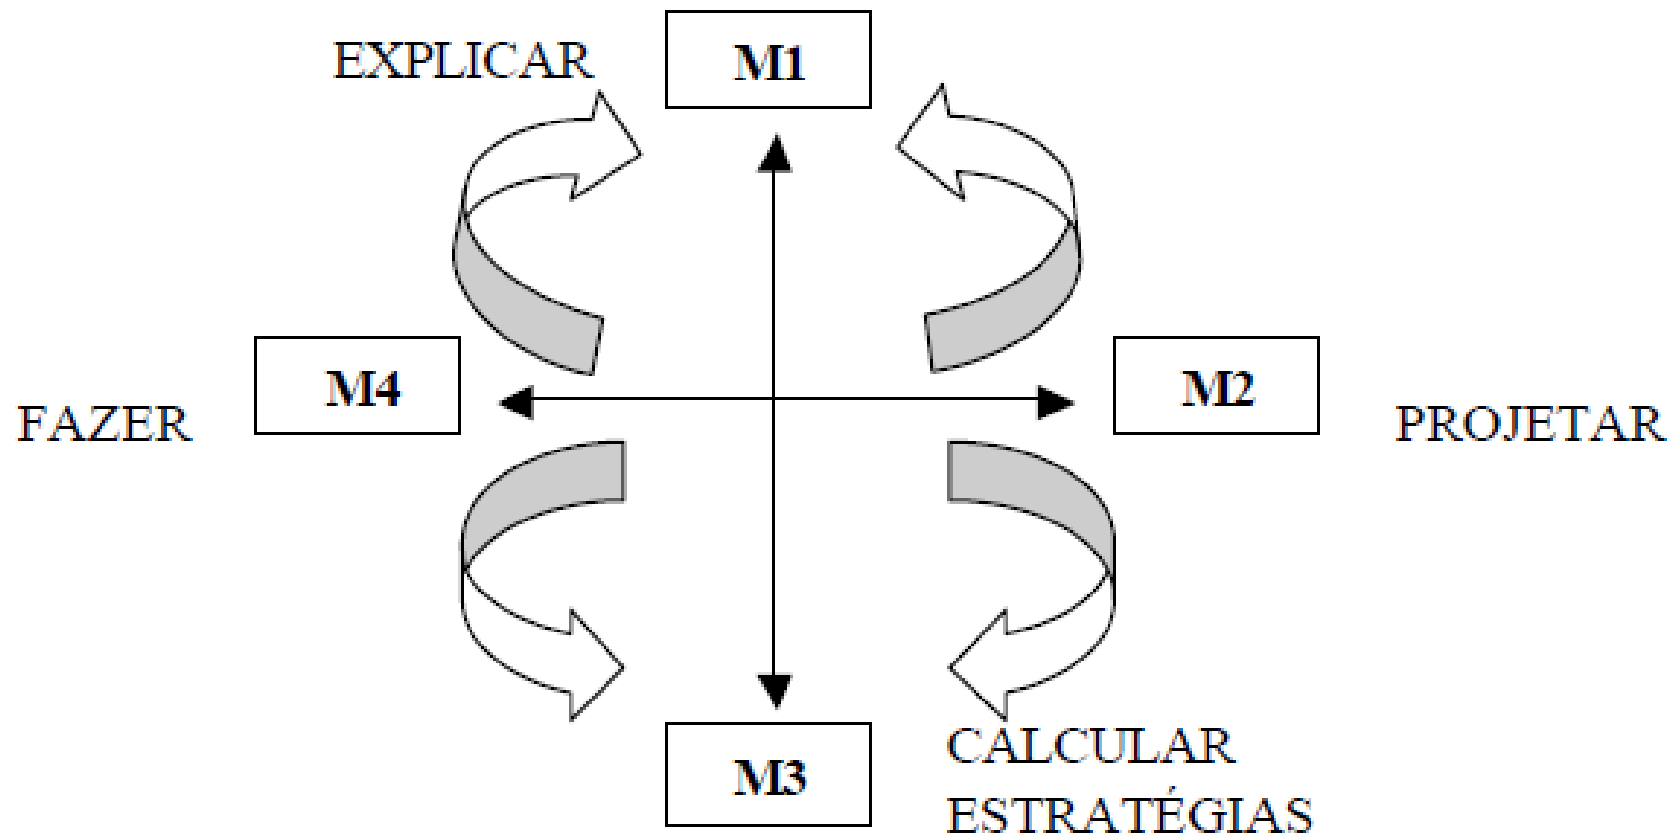 EXPLICAR
M1
M4
M2
FAZER
PROJETAR
M3
CALCULAR
ESTRATÉGIAS